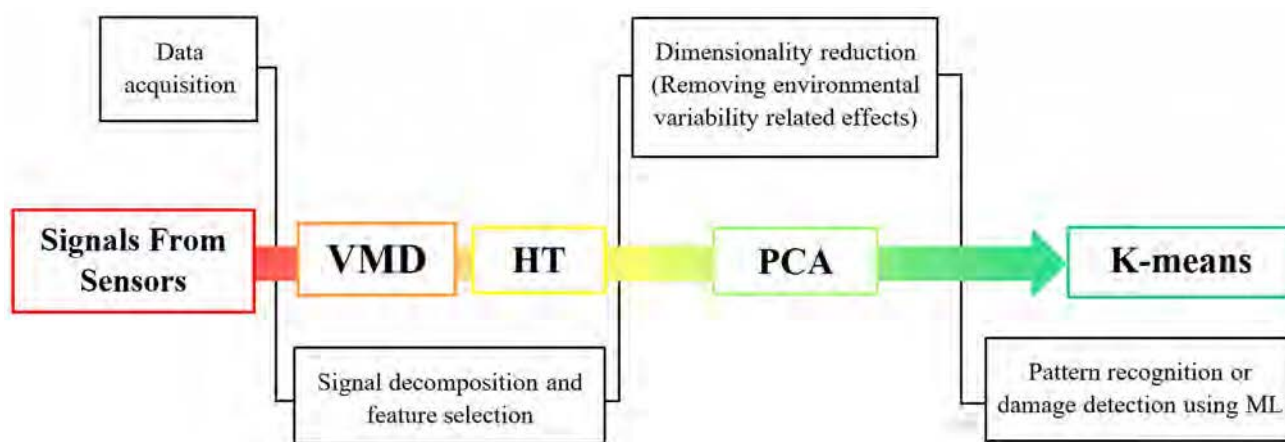 Data
acquisition
Dimensionality reduction
(Removing environmental
variability related effects)
Signals From
Sensors
VMD
HT
PCA
K-means
Signal decomposition and
feature selection
Pattern recognition or
damage detection using ML